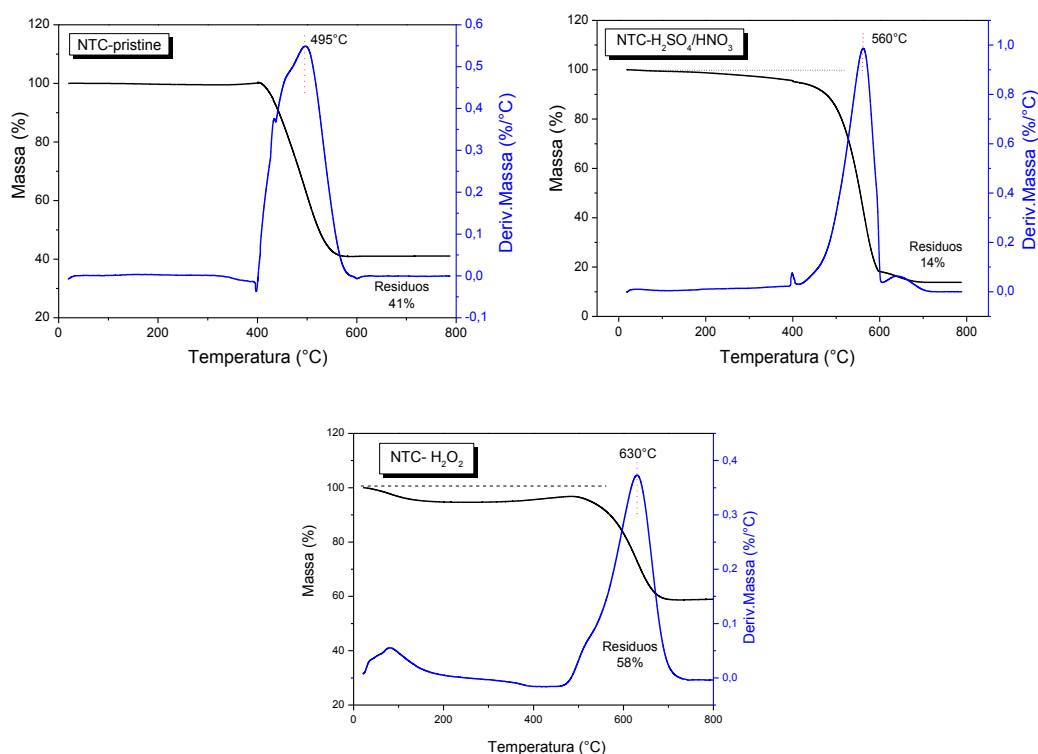 NTC-pristine
495°C
Massa (%)
120
100
80
60
40
20
0,6
0,5
0,4
0,3
0,2
0,1
0,0
-0,1
Deriv.Massa (%/°C)
Residuos
41%
0 200 400 600 800
Temperatura (°C)
NTC-H₂SO₄/HNO₃
560°C
Massa (%)
120
100
80
60
40
20
0
1,0
0,8
0,6
0,4
0,2
0,0
Deriv.Massa (%/°C)
Residuos
14%
0 200 400 600 800
Temperatura (°C)
NTC- H₂O₂
630°C
Massa (%)
120
100
80
60
40
20
0,4
0,3
0,2
0,1
0,0
Deriv.Massa (%/°C)
Residuos
58%
0 200 400 600 800
Temperatura (°C)